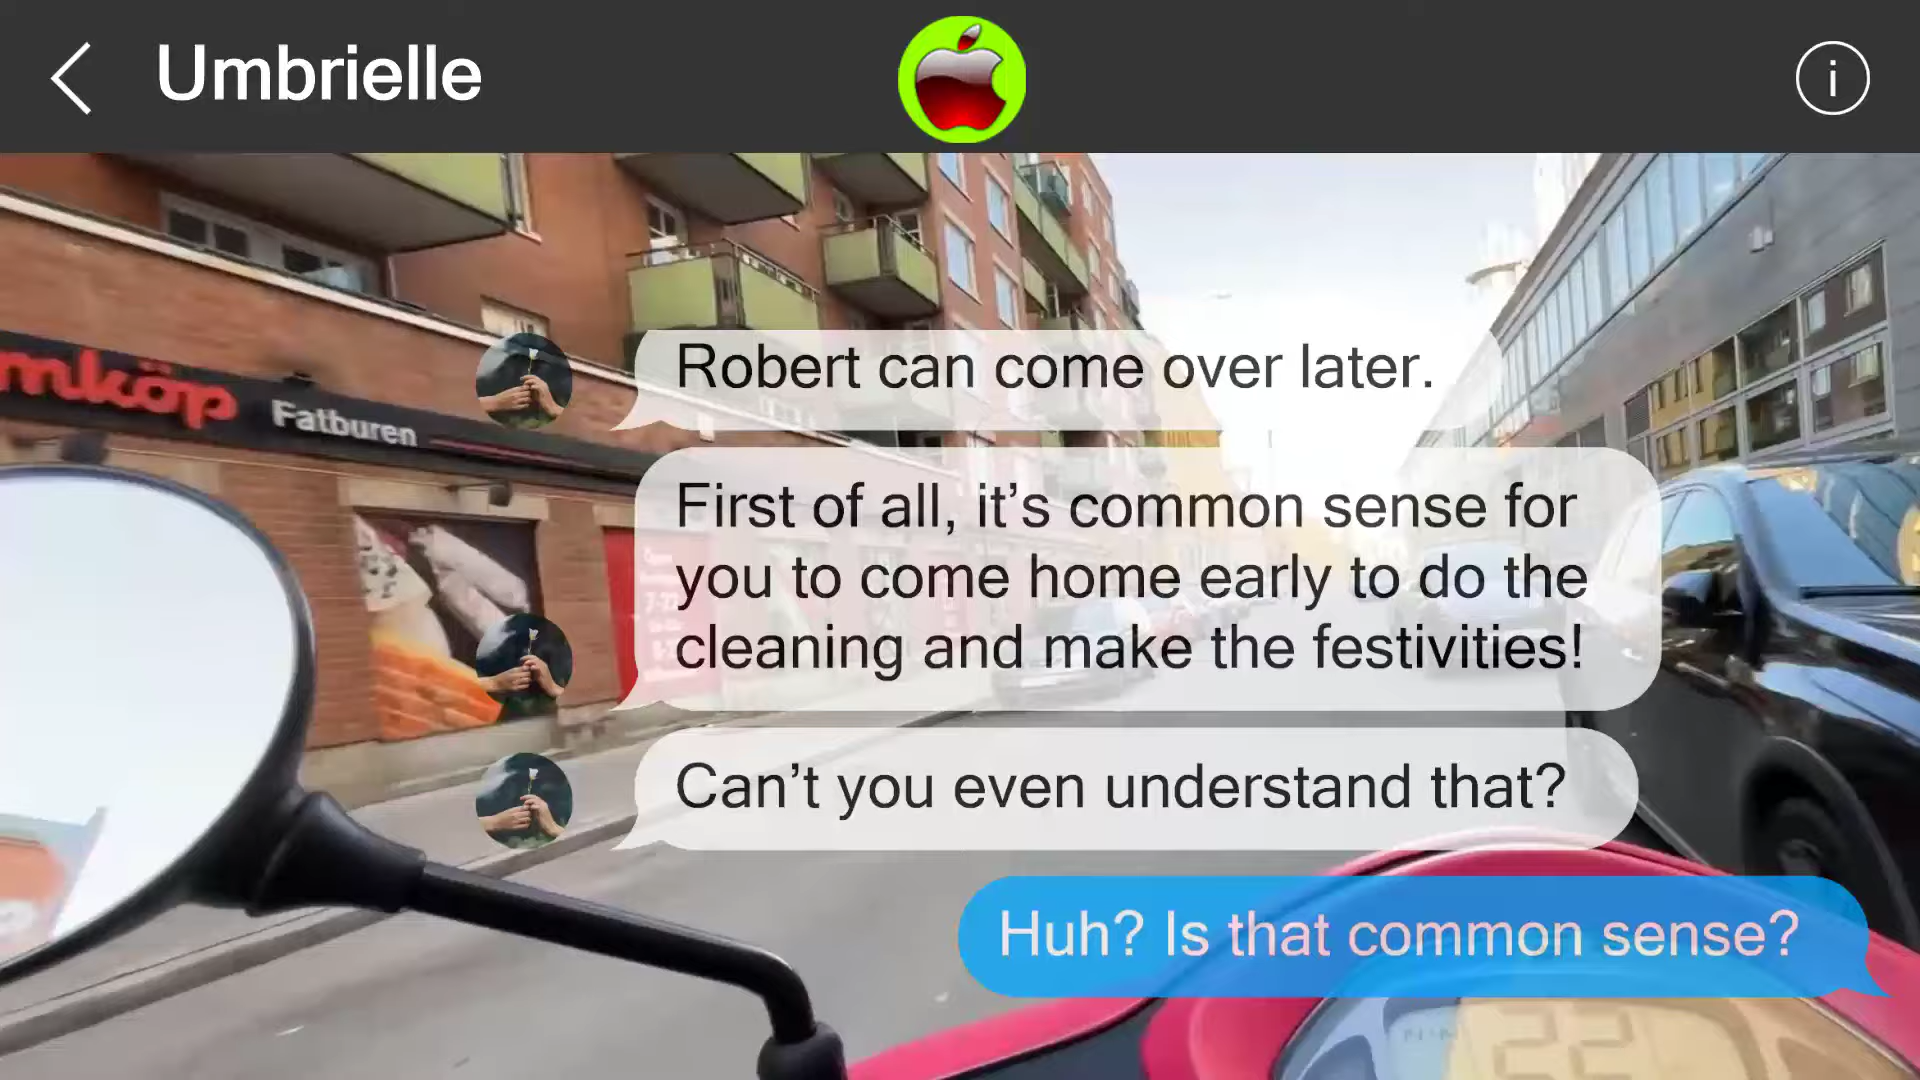 Umbrielle
i
Robert can come over later.
First of all, it’s common sense for
you to come home early to do the
cleaning and make the festivities!
Can’t you even understand that?
Huh? Is that common sense?
mköp
Fatburen